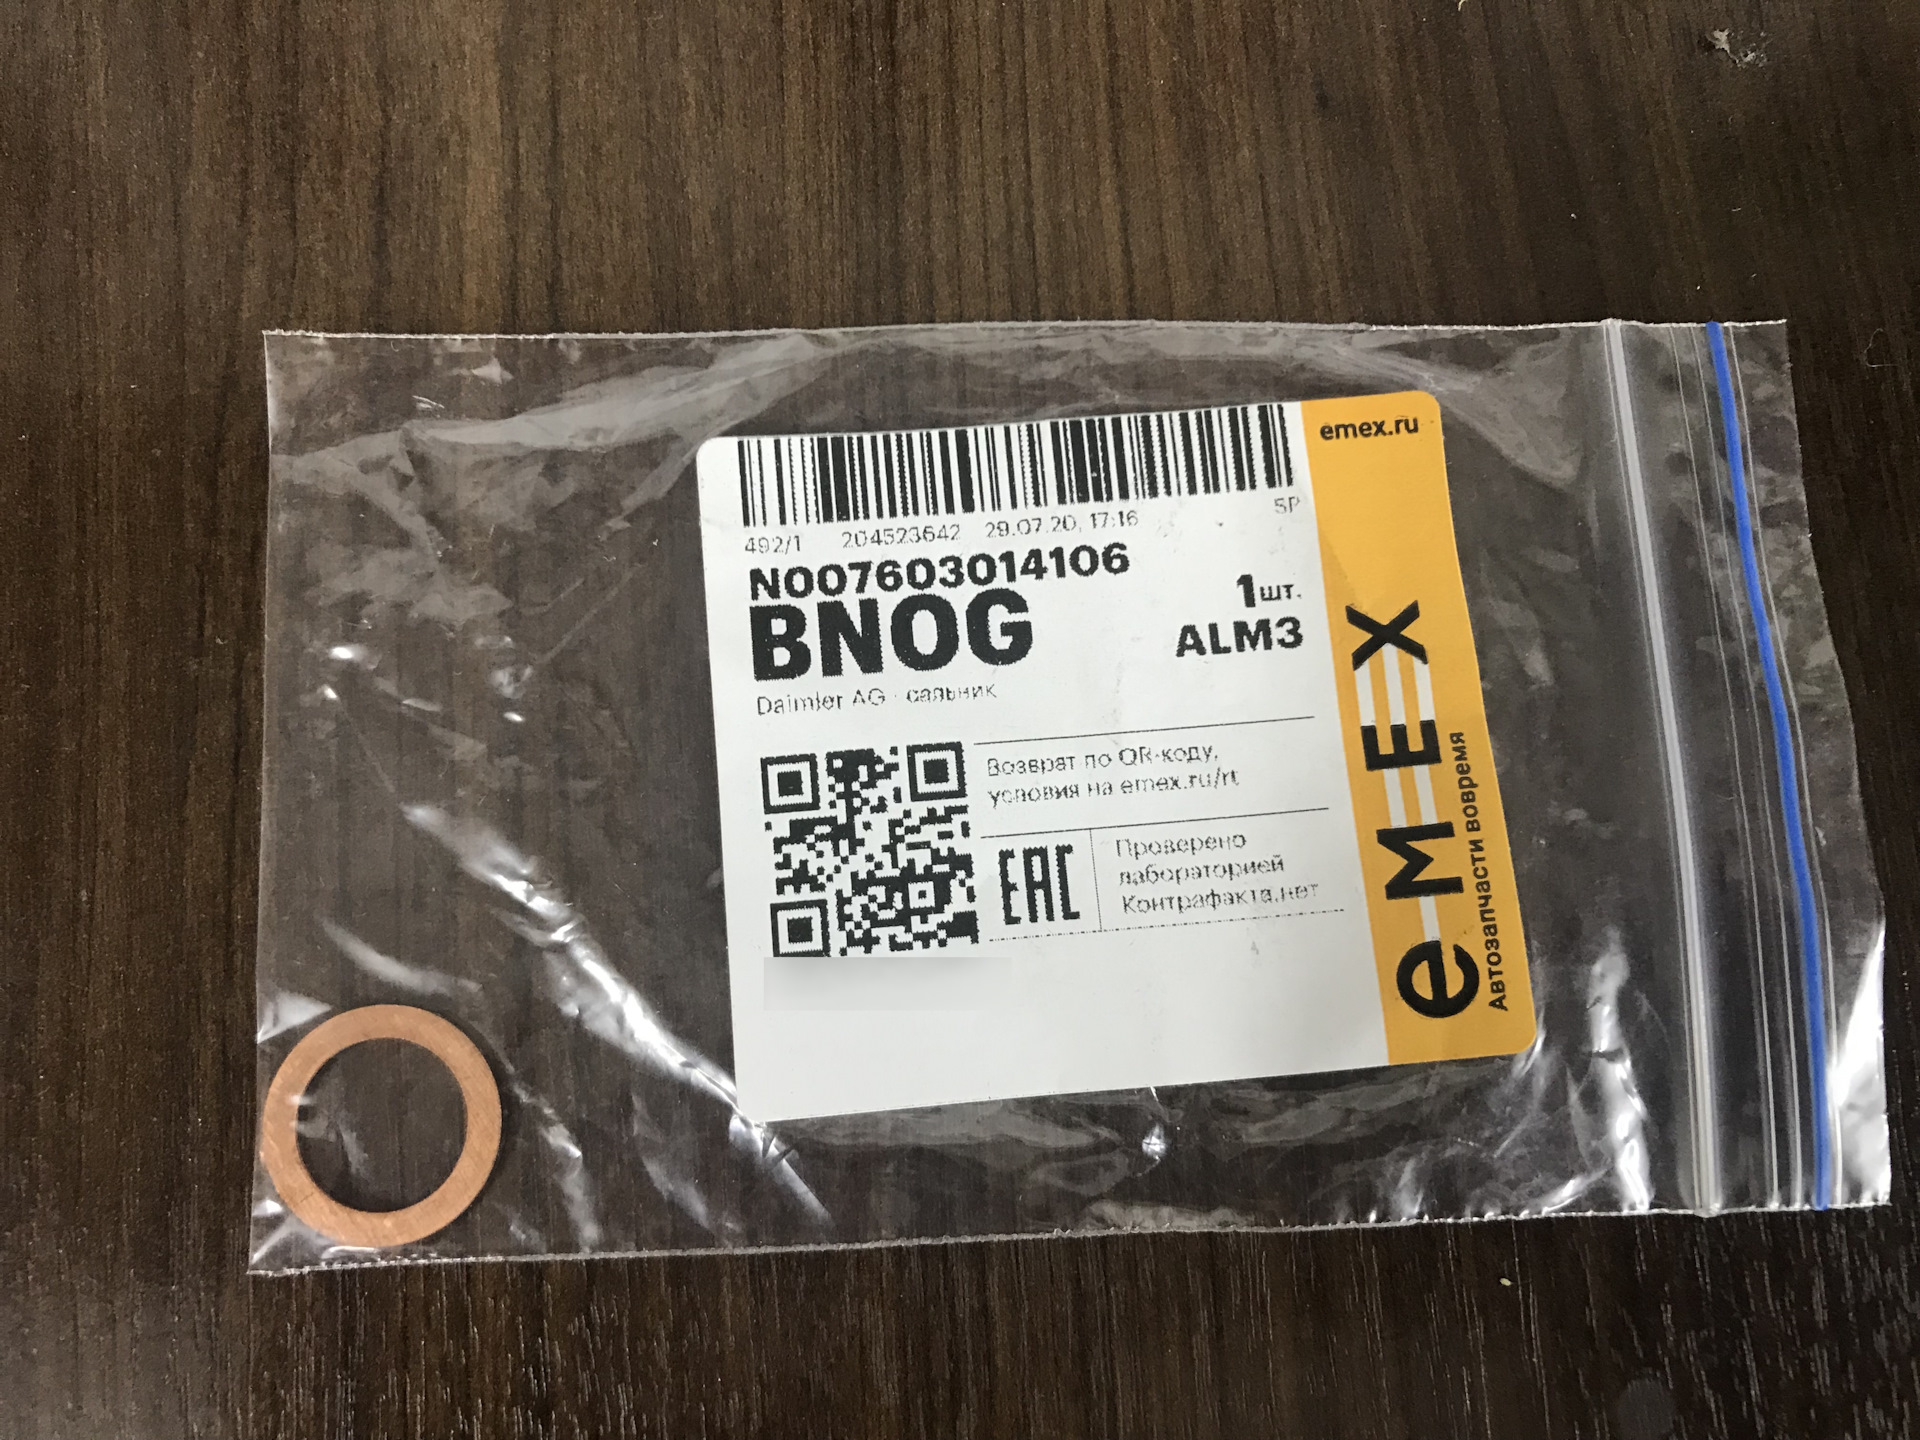 emex.ru
5P
492/1 204523642 29.07.20, 17:16
N007603014106
1шт.
BNOG
ALM3
Daimler AG · сальник
Возврат по QR-коду,
условия на emex.ru/rt
EAC
Проверено
лабораторией
Контрафакта.нет
eMEX
Автозапчасти вовремя